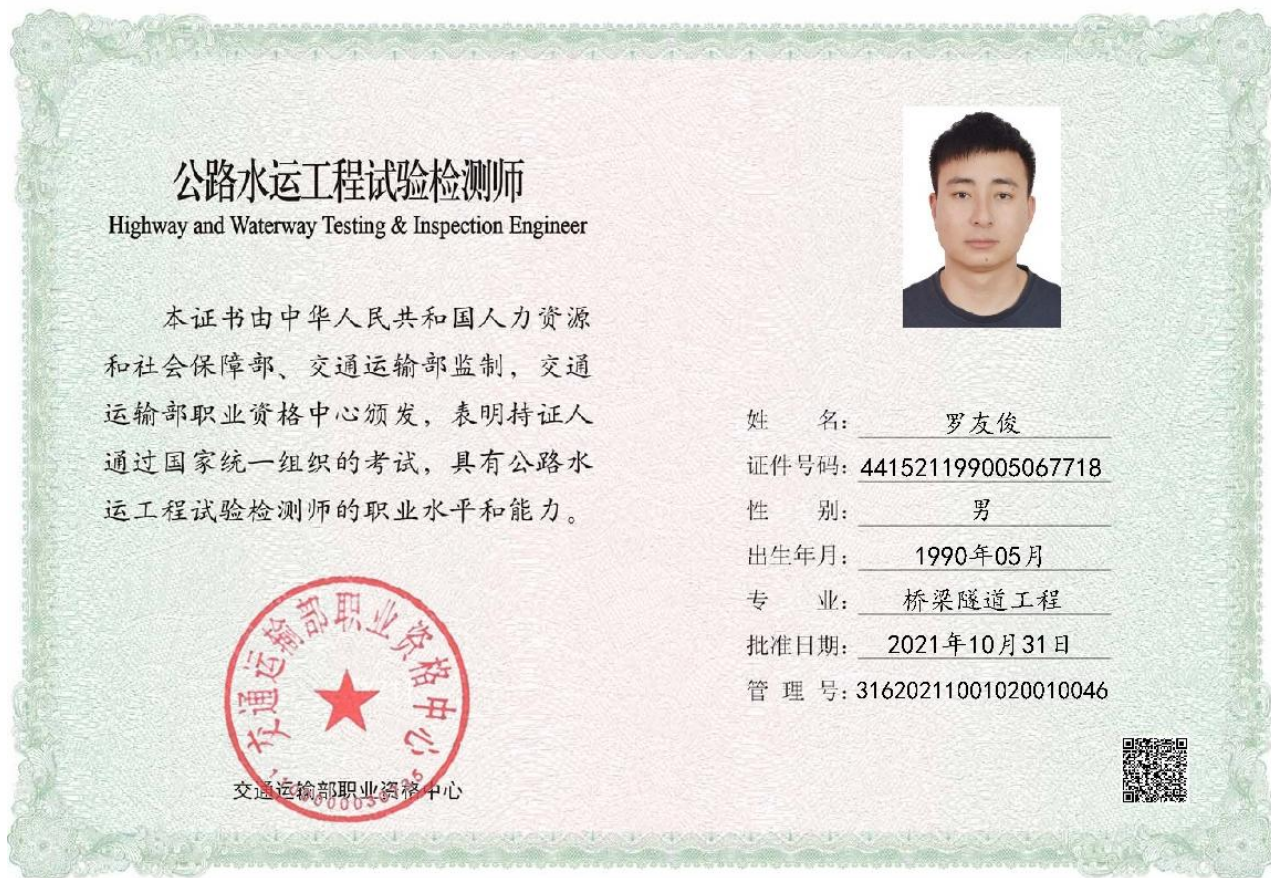 公路水运工程试验检测师
Highway and Waterway Testing & Inspection Engineer
本证书由中华人民共和国人力资源
和社会保障部、交通运输部监制，交通
运输部职业资格中心颁发，表明持证人
通过国家统一组织的考试，具有公路水
运工程试验检测师的职业水平和能力。
交通运输部职业资格中心
交通运输部职业资格中心
姓 名： 罗友俊
证件号码：441521199005067718
性 别： 男
出生年月： 1990年05月
专 业： 桥梁隧道工程
批准日期： 2021年10月31日
管 理 号：31620211001020010046